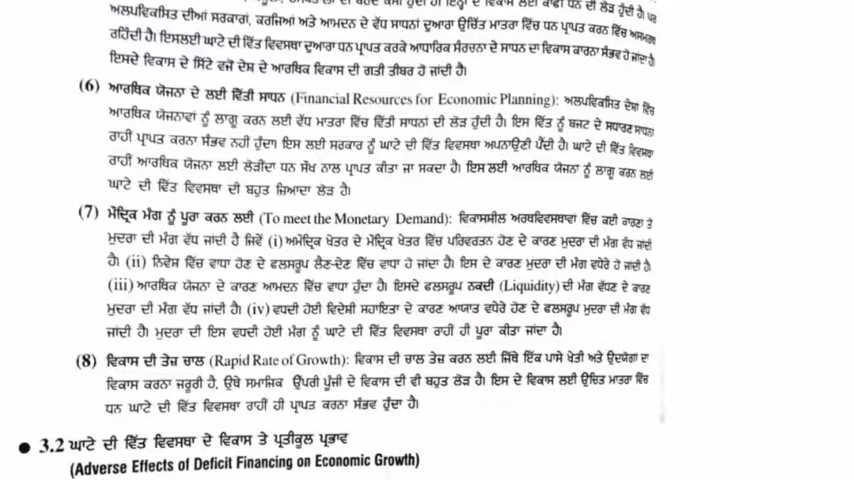 ਅਲਪਵਿਕਸਿਤ ਦੀਆਂ ਸਰਕਾਰਾਂ, ਕਰਜਿਆਂ ਅਤੇ ਆਮਦਨ ਦੇ ਵੱਧ ਸਾਧਨਾਂ ਦੁਆਰਾ ਉਚਿਤ ਮਾਤਰਾ ਵਿੱਚ ਧਨ ਪ੍ਰਾਪਤ ਕਰਨ ਵਿੱਚ ਅਸਮਰਥ
ਰਹਿੰਦੀ ਹੈ। ਇਸਲਈ ਘਾਟੇ ਦੀ ਵਿੱਤ ਵਿਵਸਥਾ ਦੁਆਰਾ ਧਨ ਪ੍ਰਾਪਤ ਕਰਕੇ ਆਧਾਰਿਕ ਸੰਰਚਨਾ ਦੇ ਸਾਧਨ ਦਾ ਵਿਕਾਸ ਕਰਨਾ ਸੰਭਵ ਹੋ ਜਾਂਦਾ ਹੈ।
ਇਸਦੇ ਵਿਕਾਸ ਦੇ ਸਿੱਟੇ ਵਜੋਂ ਦੇਸ਼ ਦੇ ਆਰਥਿਕ ਵਿਕਾਸ ਦੀ ਗਤੀ ਤੀਬਰ ਹੋ ਜਾਂਦੀ ਹੈ।
(6) ਆਰਥਿਕ ਯੋਜਨਾ ਦੇ ਲਈ ਵਿੱਤੀ ਸਾਧਨ (Financial Resources for Economic Planning): ਅਲਪਵਿਕਸਿਤ ਦੇਸ਼ਾਂ ਵਿੱਚ
ਆਰਥਿਕ ਯੋਜਨਾਵਾਂ ਨੂੰ ਲਾਗੂ ਕਰਨ ਲਈ ਵੱਧ ਮਾਤਰਾ ਵਿੱਚ ਵਿੱਤੀ ਸਾਧਨਾਂ ਦੀ ਲੋੜ ਹੁੰਦੀ ਹੈ। ਇਸ ਵਿੱਤ ਨੂੰ ਬਜਟ ਦੇ ਸਧਾਰਣ ਸਾਧਨਾ
ਰਾਹੀਂ ਪ੍ਰਾਪਤ ਕਰਨਾ ਸੰਭਵ ਨਹੀਂ ਹੁੰਦਾ। ਇਸ ਲਈ ਸਰਕਾਰ ਨੂੰ ਘਾਟੇ ਦੀ ਵਿੱਤ ਵਿਵਸਥਾ ਅਪਨਾਉਣੀ ਪੈਂਦੀ ਹੈ। ਘਾਟੇ ਦੀ ਵਿੱਤ ਵਿਵਸਥਾ
ਰਾਹੀਂ ਆਰਥਿਕ ਯੋਜਨਾ ਲਈ ਲੋੜੀਂਦਾ ਧਨ ਸੌਖ ਨਾਲ ਪ੍ਰਾਪਤ ਕੀਤਾ ਜਾ ਸਕਦਾ ਹੈ। ਇਸ ਲਈ ਆਰਥਿਕ ਯੋਜਨਾ ਨੂੰ ਲਾਗੂ ਕਰਨ ਲਈ
ਘਾਟੇ ਦੀ ਵਿੱਤ ਵਿਵਸਥਾ ਦੀ ਬਹੁਤ ਜ਼ਿਆਦਾ ਲੋੜ ਹੈ।
(7) ਮੌਦ੍ਰਿਕ ਮੰਗ ਨੂੰ ਪੂਰਾ ਕਰਨ ਲਈ (To meet the Monetary Demand): ਵਿਕਾਸਸ਼ੀਲ ਅਰਥਵਿਵਸਥਾਵਾ ਵਿੱਚ ਕਈ ਕਾਰਣਾ ਤੋਂ
ਮੁਦਰਾ ਦੀ ਮੰਗ ਵੱਧ ਜਾਂਦੀ ਹੈ ਜਿਵੇਂ (i) ਅਮੌਦ੍ਰਿਕ ਖੇਤਰ ਦੇ ਮੌਦ੍ਰਿਕ ਖੇਤਰ ਵਿੱਚ ਪਰਿਵਰਤਨ ਹੋਣ ਦੇ ਕਾਰਣ ਮੁਦਰਾ ਦੀ ਮੰਗ ਵੱਧ ਜਾਂਦੀ
ਹੈ। (ii) ਨਿਵੇਸ਼ ਵਿੱਚ ਵਾਧਾ ਹੋਣ ਦੇ ਫਲਸਰੂਪ ਲੈਣ-ਦੇਣ ਵਿੱਚ ਵਾਧਾ ਹੋ ਜਾਂਦਾ ਹੈ। ਇਸ ਦੇ ਕਾਰਣ ਮੁਦਰਾ ਦੀ ਮੰਗ ਵਧੇਰੇ ਹੋ ਜਾਂਦੀ ਹੈ
(iii) ਆਰਥਿਕ ਯੋਜਨਾ ਦੇ ਕਾਰਣ ਆਮਦਨ ਵਿੱਚ ਵਾਧਾ ਹੁੰਦਾ ਹੈ। ਇਸਦੇ ਫਲਸਰੂਪ ਨਕਦੀ (Liquidity) ਦੀ ਮੰਗ ਵੱਧਣ ਦੇ ਕਾਰਣ
ਮੁਦਰਾ ਦੀ ਮੰਗ ਵੱਧ ਜਾਂਦੀ ਹੈ। (iv) ਵਧਦੀ ਹੋਈ ਵਿਦੇਸ਼ੀ ਸਹਾਇਤਾ ਦੇ ਕਾਰਣ ਆਯਾਤ ਵਧੇਰੇ ਹੋਣ ਦੇ ਫਲਸਰੂਪ ਮੁਦਰਾ ਦੀ ਮੰਗ ਵੱਧ
ਜਾਂਦੀ ਹੈ। ਮੁਦਰਾ ਦੀ ਇਸ ਵਧਦੀ ਹੋਈ ਮੰਗ ਨੂੰ ਘਾਟੇ ਦੀ ਵਿੱਤ ਵਿਵਸਥਾ ਰਾਹੀਂ ਹੀ ਪੂਰਾ ਕੀਤਾ ਜਾਂਦਾ ਹੈ।
(8) ਵਿਕਾਸ ਦੀ ਤੇਜ਼ ਚਾਲ (Rapid Rate of Growth): ਵਿਕਾਸ ਦੀ ਚਾਲ ਤੇਜ਼ ਕਰਨ ਲਈ ਜਿੱਥੇ ਇੱਕ ਪਾਸੇ ਖੇਤੀ ਅਤੇ ਉਦਯੋਗਾਂ ਦਾ
ਵਿਕਾਸ ਕਰਨਾ ਜ਼ਰੂਰੀ ਹੈ, ਉਥੇ ਸਮਾਜਿਕ ਉੱਪਰੀ ਪੂੰਜੀ ਦੇ ਵਿਕਾਸ ਦੀ ਵੀ ਬਹੁਤ ਲੋੜ ਹੈ। ਇਸ ਦੇ ਵਿਕਾਸ ਲਈ ਉਚਿਤ ਮਾਤਰਾ ਵਿੱਚ
ਧਨ ਘਾਟੇ ਦੀ ਵਿੱਤ ਵਿਵਸਥਾ ਰਾਹੀਂ ਹੀ ਪ੍ਰਾਪਤ ਕਰਨਾ ਸੰਭਵ ਹੁੰਦਾ ਹੈ।
● 3.2 ਘਾਟੇ ਦੀ ਵਿੱਤ ਵਿਵਸਥਾ ਦੇ ਵਿਕਾਸ ਤੇ ਪ੍ਰਤੀਕੂਲ ਪ੍ਰਭਾਵ
(Adverse Effects of Deficit Financing on Economic Growth)